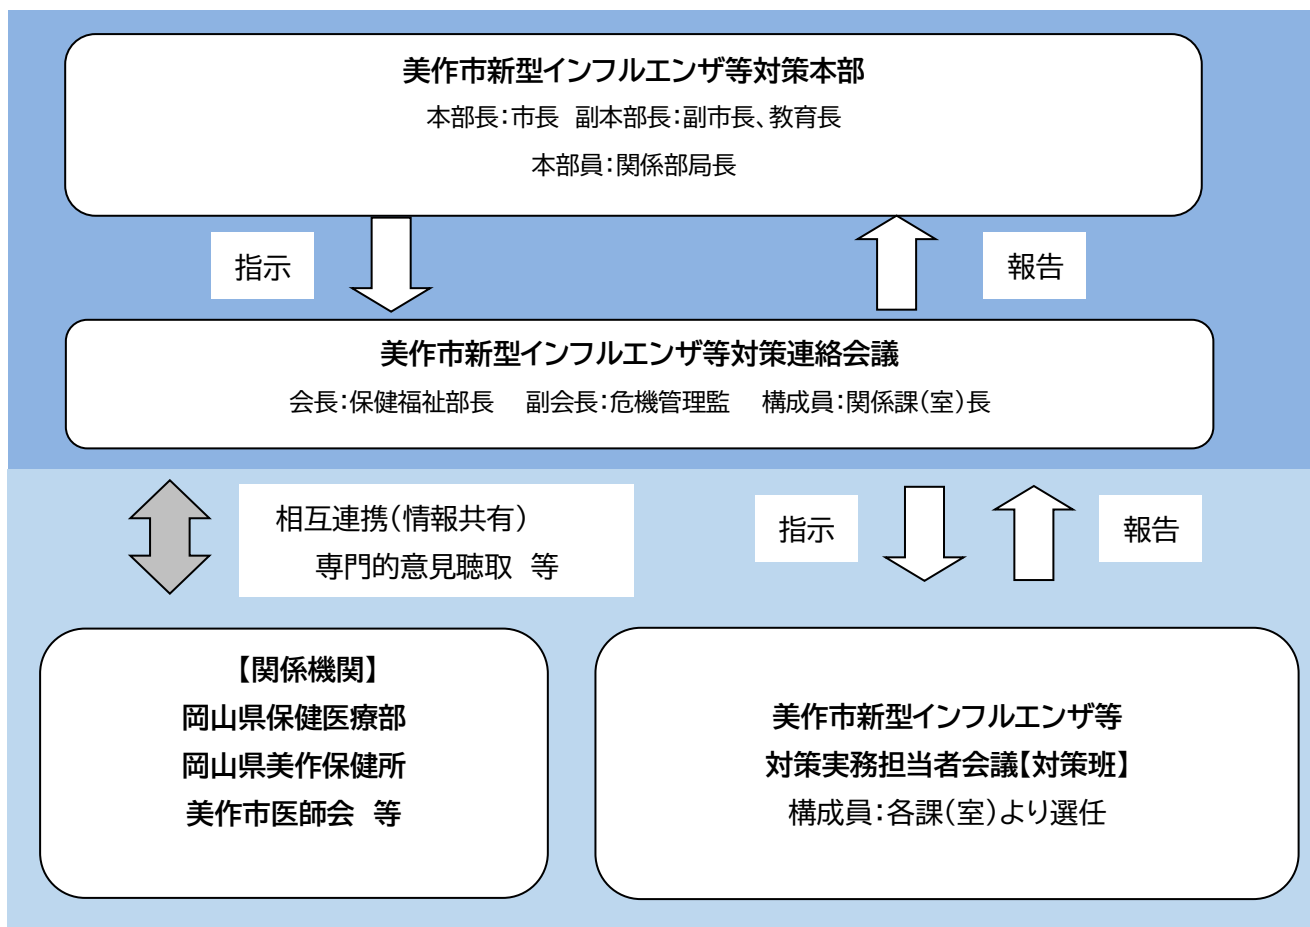 美作市新型インフルエンザ等対策本部
本部長：市長　副本部長：副市長、教育長
本部員：関係部局長
指示
報告
美作市新型インフルエンザ等対策連絡会議
会長：保健福祉部長　副会長：危機管理監　構成員：関係課（室）長
相互連携（情報共有）
専門的意見聴取　等
指示
報告
【関係機関】
岡山県保健医療部
岡山県美作保健所
美作市医師会　等
美作市新型インフルエンザ等
対策実務担当者会議【対策班】
構成員：各課（室）より選任